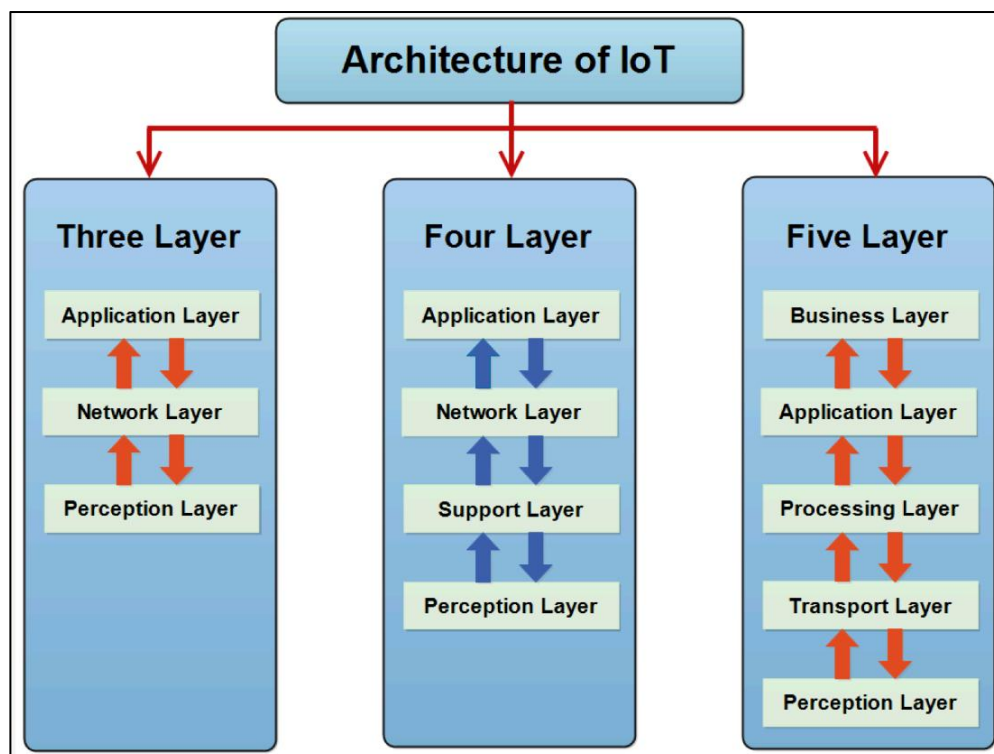 Architecture of IoT
Three Layer
Application Layer
Network Layer
Perception Layer
Four Layer
Application Layer
Network Layer
Support Layer
Perception Layer
Five Layer
Business Layer
Application Layer
Processing Layer
Transport Layer
Perception Layer